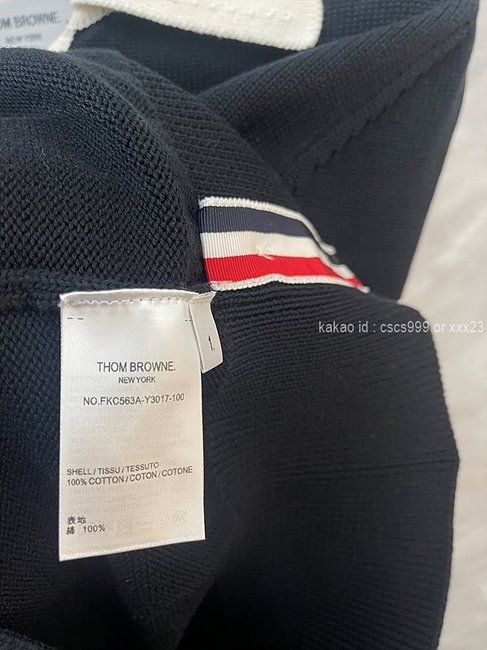 THOM BROWNE.
NEW YORK
kakao id : cscs999 or xxx23
1.
THOM BROWNE.
NEW YORK
NO.FKC563A-Y3017-100
SHELL / TISSU / TESSUTO
100% COTTON / COTON / COTONE
表地
綿 100%